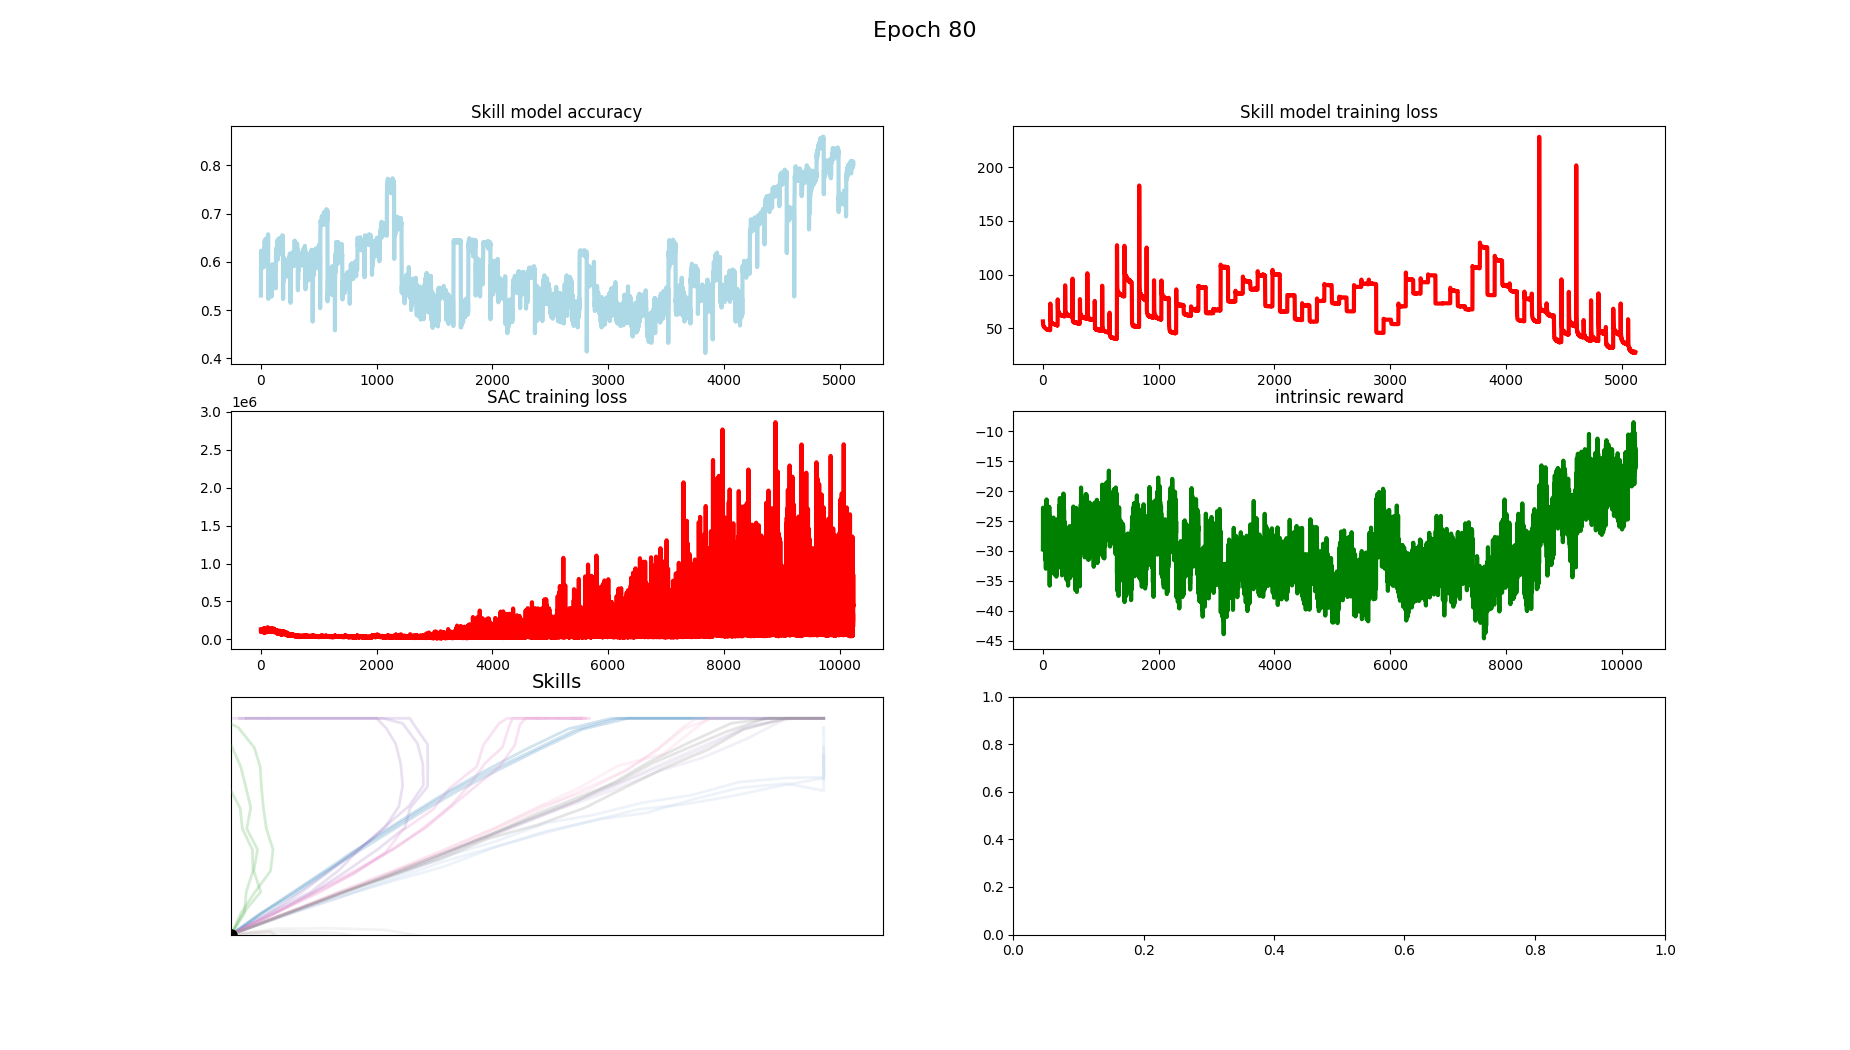 Epoch 80
Skill model accuracy
0.8
0.7
0.6
0.5
0.4
0 1000 2000 3000 4000 5000
Skill model training loss
200
150
100
50
0 1000 2000 3000 4000 5000
SAC training loss
1e6
3.0
2.5
2.0
1.5
1.0
0.5
0.0
0 2000 4000 6000 8000 10000
intrinsic reward
−10
−15
−20
−25
−30
−35
−40
−45
0 2000 4000 6000 8000 10000
Skills
1.0
0.8
0.6
0.4
0.2
0.0
0.0 0.2 0.4 0.6 0.8 1.0